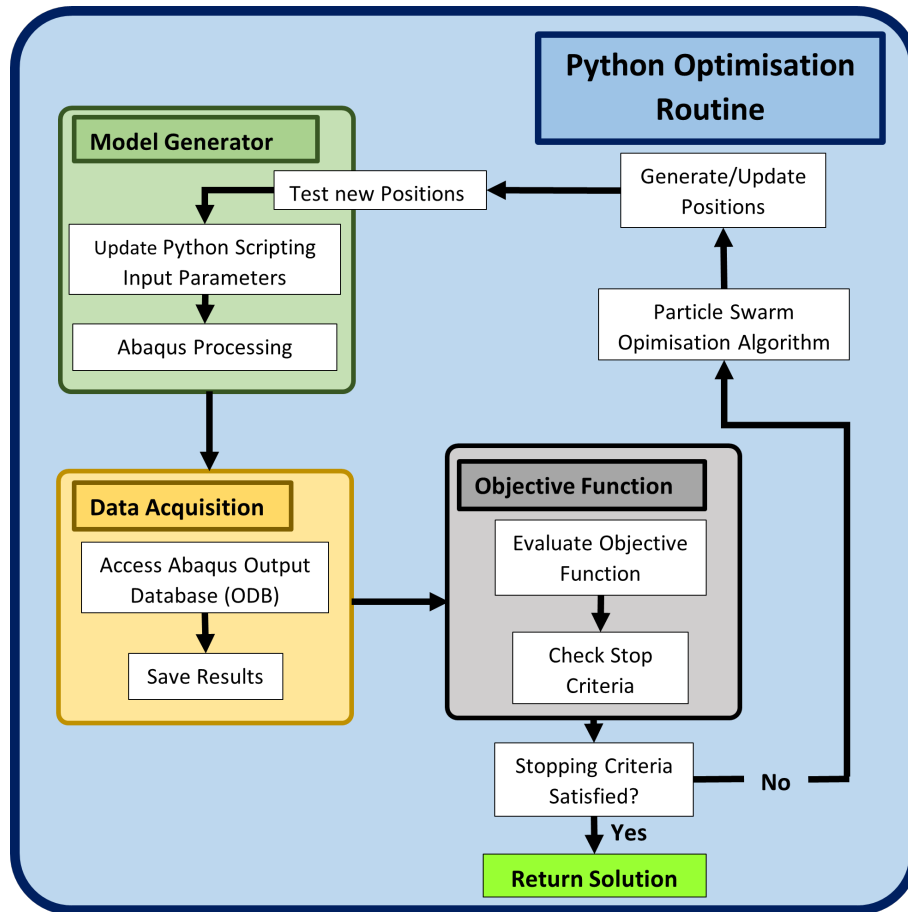 Python Optimisation
Routine
Model Generator
Test new Positions
Generate/Update
Positions
Update Python Scripting
Input Parameters
Abaqus Processing
Particle Swarm
Opimisation Algorithm
Data Acquisition
Access Abaqus Output
Database (ODB)
Save Results
Objective Function
Evaluate Objective
Function
Check Stop
Criteria
Stopping Criteria
Satisfied?
No
Yes
Return Solution